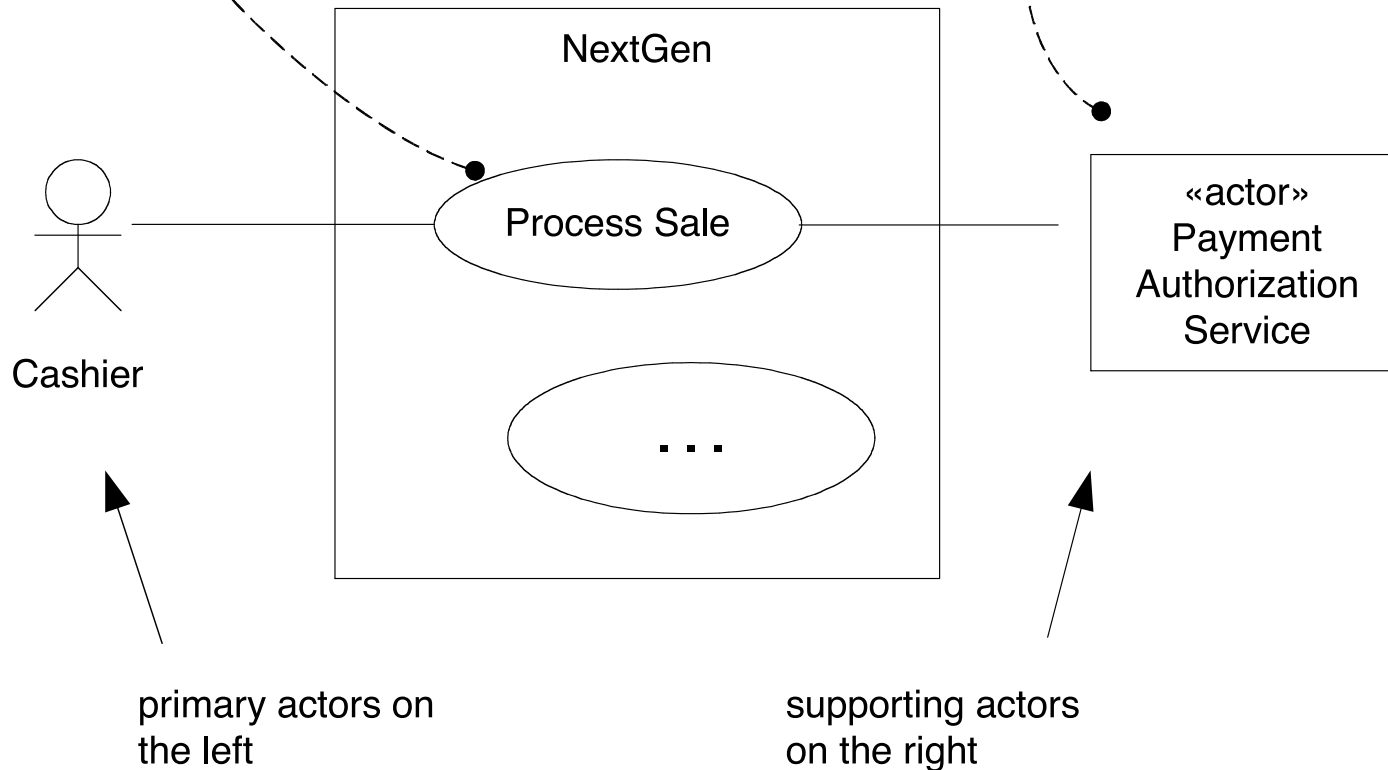 NextGen
Process Sale
«actor»
Payment
Authorization
Service
Cashier
. . .
primary actors on
the left
supporting actors
on the right